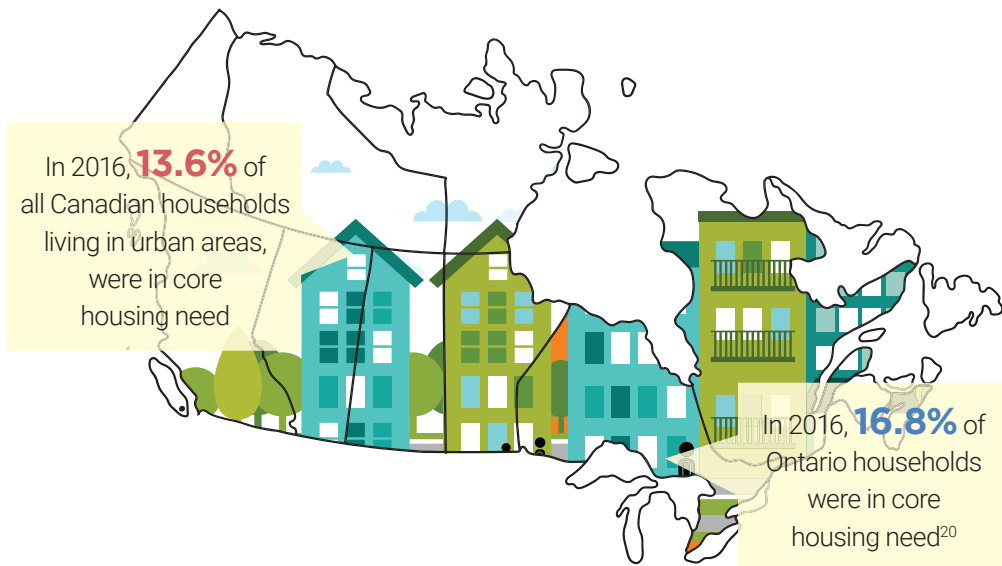 In 2016, 13.6% of
all Canadian households
living in urban areas,
were in core
housing need
In 2016, 16.8% of
Ontario households
were in core
housing need20